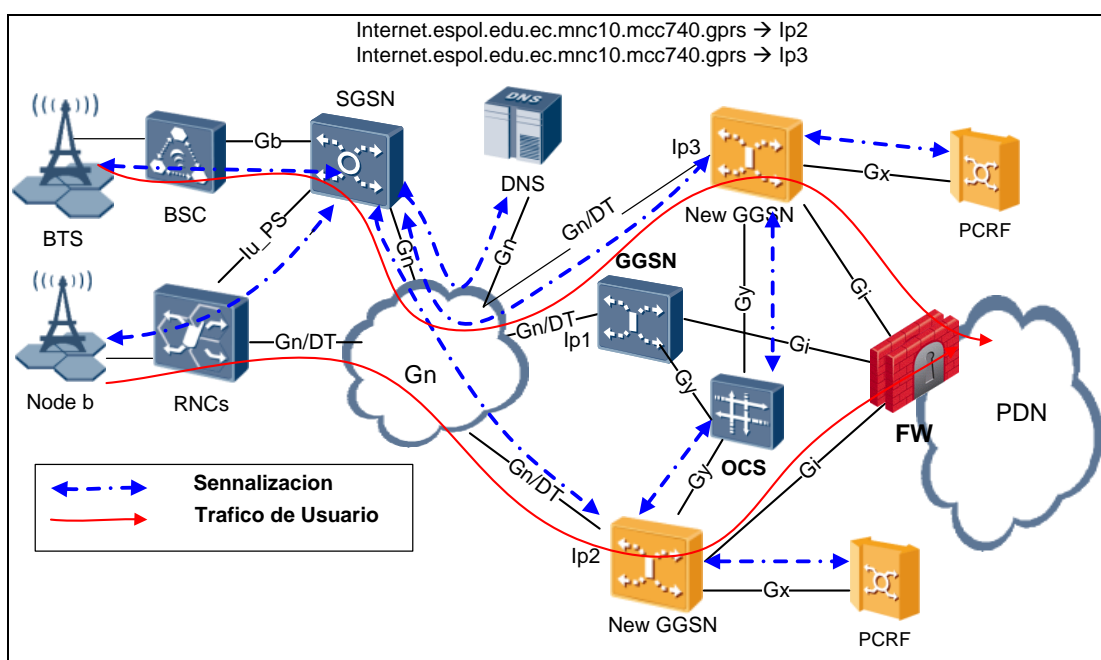 Internet.espol.edu.ec.mnc10.mcc740.gprs → Ip2
Internet.espol.edu.ec.mnc10.mcc740.gprs → Ip3
SGSN
DNS
DNS
Ip3
New GGSN
Gx
PCRF
BTS
BSC
Gb
Iu_PS
Gn
Gn
Gn/DT
GGSN
Gn/DT
Ip1
Gy
Gy
Gi
Gi
Node b
RNCs
Gn/DT
Gn
OCS
FW
PDN
Gn/DT
Gy
Gi
Ip2
New GGSN
Gx
PCRF
Sennalizacion
Trafico de Usuario